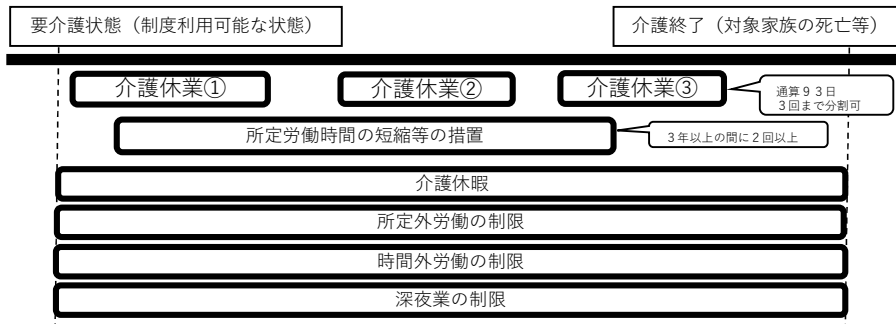 要介護状態（制度利用可能な状態）
介護終了（対象家族の死亡等）
介護休業①
介護休業②
介護休業③
通算９３日
３回まで分割可
所定労働時間の短縮等の措置
３年以上の間に２回以上
介護休暇
所定外労働の制限
時間外労働の制限
深夜業の制限